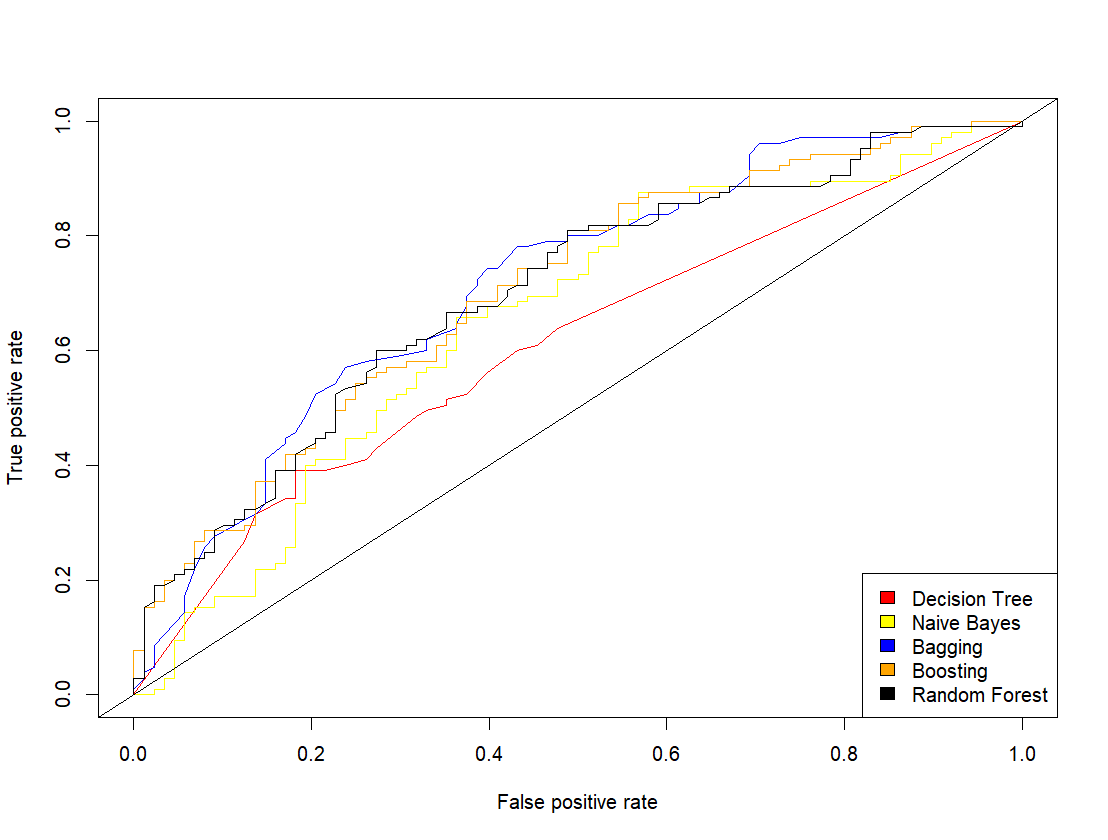 True positive rate
1.0
0.8
0.6
0.4
0.2
0.0
Decision Tree
Naive Bayes
Bagging
Boosting
Random Forest
0.0 0.2 0.4 0.6 0.8 1.0
False positive rate